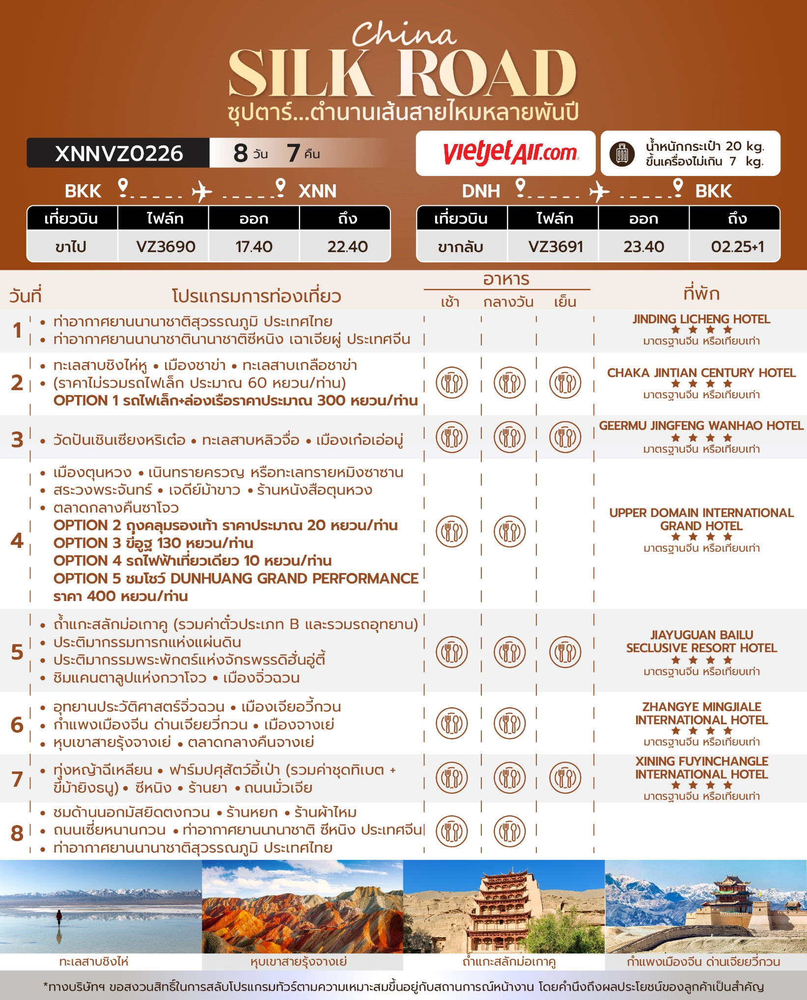 China
SILK ROAD
ซุปตาร์...ตำนานเส้นสายไหมหลายพันปี
XNNVZ0226 8 วัน 7 คืน
vietjetAir.com
น้ำหนักกระเป๋า 20 kg.
ขึ้นเครื่องไม่เกิน 7 kg.
BKK XNN
เที่ยวบิน ไฟล์ท ออก ถึง
ขาไป VZ3690 17.40 22.40
DNH BKK
เที่ยวบิน ไฟล์ท ออก ถึง
ขากลับ VZ3691 23.40 02.25+1
วันที่ โปรแกรมการท่องเที่ยว อาหาร ที่พัก
เช้า กลางวัน เย็น
1
• ท่าอากาศยานนานาชาติสุวรรณภูมิ ประเทศไทย
• ท่าอากาศยานนานาชาตินานาชาติซีหนิง เฉาเจียผู่ ประเทศจีน
JINDING LICHENG HOTEL
★ ★ ★ ★
มาตรฐานจีน หรือเทียบเท่า
2
• ทะเลสาบชิงไห่หู • เมืองชาข่า • ทะเลสาบเกลือชาข่า
• (ราคาไม่รวมรถไฟเล็ก ประมาณ 60 หยวน/ท่าน)
OPTION 1 รถไฟเล็ก+ล่องเรือราคาประมาณ 300 หยวน/ท่าน
CHAKA JINTIAN CENTURY HOTEL
★ ★ ★ ★
มาตรฐานจีน หรือเทียบเท่า
3
• วัดปันเชินเซียงหริเต๋อ • ทะเลสาบหลิวจื่อ • เมืองเก๋อเอ่อมู่
GEERMU JINGFENG WANHAO HOTEL
★ ★ ★ ★
มาตรฐานจีน หรือเทียบเท่า
4
• เมืองตุนหวง • เนินทรายครวญ หรือทะเลทรายหมิงซาซาน
• สระวงพระจันทร์ • เจดีย์ม้าขาว • ร้านหนังสือตุนหวง
• ตลาดกลางคืนซาโจว
OPTION 2 ถุงคลุมรองเท้า ราคาประมาณ 20 หยวน/ท่าน
OPTION 3 ขี่อูฐ 130 หยวน/ท่าน
OPTION 4 รถไฟฟ้าเที่ยวเดียว 10 หยวน/ท่าน
OPTION 5 ชมโชว์ DUNHUANG GRAND PERFORMANCE
ราคา 400 หยวน/ท่าน
UPPER DOMAIN INTERNATIONAL
GRAND HOTEL
★ ★ ★ ★
มาตรฐานจีน หรือเทียบเท่า
5
• ถ้ำแกะสลักม่อเกาคู (รวมค่าตั๋วประเภท B และรวมรถอุทยาน)
• ประติมากรรมทารกแห่งแผ่นดิน
• ประติมากรรมพระพักตร์แห่งจักรพรรดิฮั่นอู่ตี้
• ชิมแคนตาลูปแห่งกวาโจว • เมืองจิ่วฉวน
JIAYUGUAN BAILU
SECLUSIVE RESORT HOTEL
★ ★ ★ ★
มาตรฐานจีน หรือเทียบเท่า
6
• อุทยานประวัติศาสตร์จิ่วฉวน • เมืองเจียอวี้กวน
• กำแพงเมืองจีน ด่านเจียยวี่กวน • เมืองจางเย่
• หุบเขาสายรุ้งจางเย่ • ตลาดกลางคืนจางเย่
ZHANGYE MINGJIALE
INTERNATIONAL HOTEL
★ ★ ★ ★
มาตรฐานจีน หรือเทียบเท่า
7
• ทุ่งหญ้าฉีเหลียน • ฟาร์มปศุสัตว์อี้เป่า (รวมค่าชุดทิเบต +
ขี่ม้ายิงธนู) • ซีหนิง • ร้านยา • ถนนมั่วเจีย
XINING FUYINCHANGLE
INTERNATIONAL HOTEL
★ ★ ★ ★
มาตรฐานจีน หรือเทียบเท่า
8
• ชมด้านนอกมัสยิดตงกวน • ร้านหยก • ร้านผ้าไหม
• ถนนเซี่ยหนานกวน • ท่าอากาศยานนานาชาติ ซีหนิง ประเทศจีน
• ท่าอากาศยานนานาชาติสุวรรณภูมิ ประเทศไทย
ทะเลสาบชิงไห่ หุบเขาสายรุ้งจางเย่ ถ้ำแกะสลักม่อเกาคู กำแพงเมืองจีน ด่านเจียยวี่กวน
*ทางบริษัทฯ ขอสงวนสิทธิ์ในการสลับโปรแกรมทัวร์ตามความเหมาะสมขึ้นอยู่กับสถานการณ์หน้างาน โดยคำนึงถึงผลประโยชน์ของลูกค้าเป็นสำคัญ